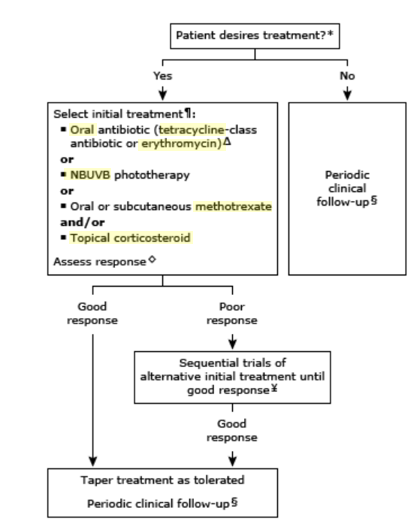 Patient desires treatment?*
Yes
No
Select initial treatment¶:
▪ Oral antibiotic (tetracycline-class
antibiotic or erythromycin)Δ
or
▪ NBUVB phototherapy
or
▪ Oral or subcutaneous methotrexate
and/or
▪ Topical corticosteroid
Assess response◇
Periodic
clinical
follow-up§
Good
response
Poor
response
Sequential trials of
alternative initial treatment until
good response¥
Good
response
Taper treatment as tolerated
Periodic clinical follow-up§